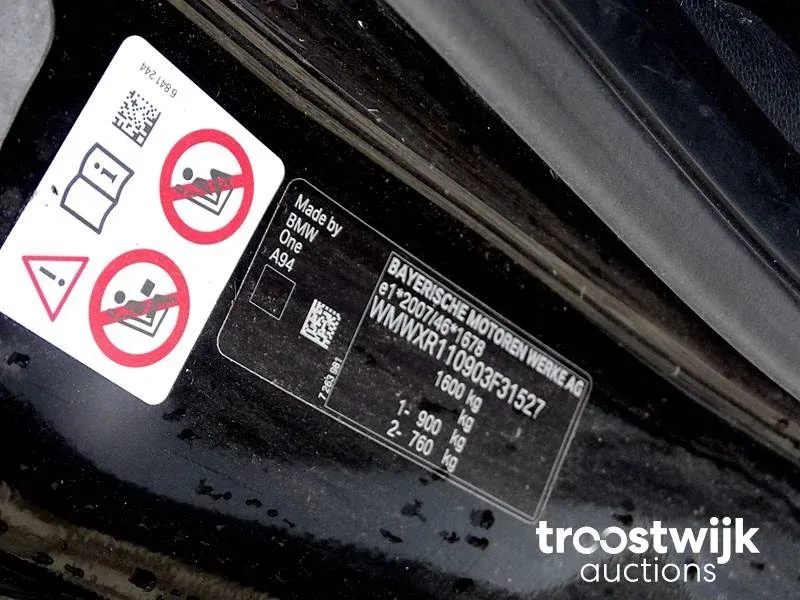 6 841 244
Made by
BMW
One
A94
7 263 981
BAYERISCHE MOTOREN WERKE AG
e1*2007/46*1678
WMWXR110903F31527
1600 kg
kg
1- 900 kg
2- 760 kg
troostwijk
auctions